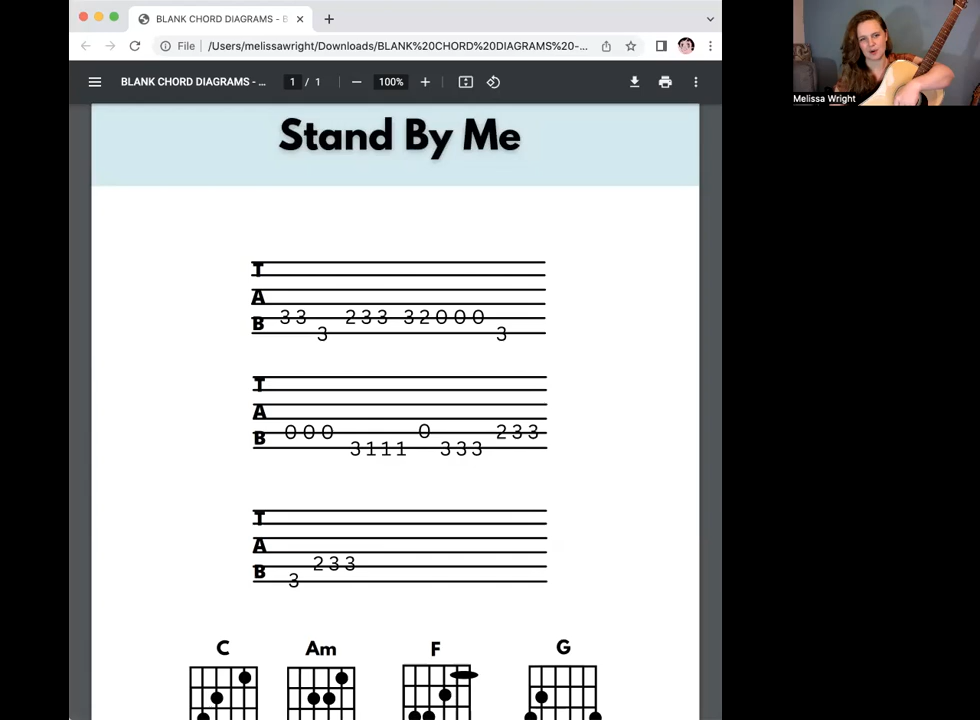 BLANK CHORD DIAGRAMS - B
File /Users/melissawright/Downloads/BLANK%20CHORD%20DIAGRAMS%20-...
BLANK CHORD DIAGRAMS - ... 1 / 1 100%
Melissa Wright
Stand By Me
T
A
B
3 3 3 2 3 3 3 2 0 0 0 3
T
A
B
0 0 0 3 1 1 1 0 3 3 3 2 3 3
T
A
B
3 2 3 3
C Am F G